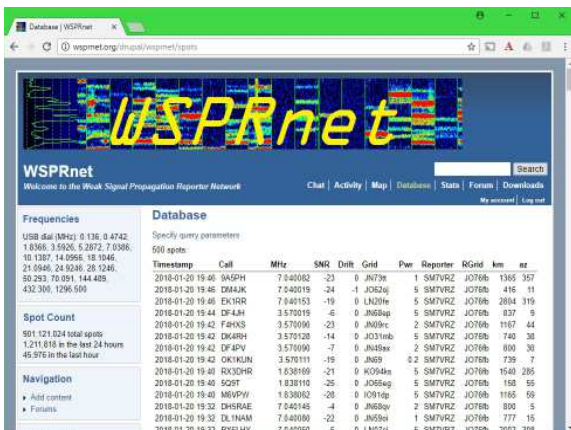 Database | WSPRnet
wsprnet.org/drupal/wsprnet/spots
WSPRnet
WSPRnet
Welcome to the Weak Signal Propagation Reporter Network
Search
Chat | Activity | Map | Database | Stats | Forum | Downloads
My account | Log out
Frequencies
USB dial (MHz): 0.136, 0.4742,
1.8366, 3.5926, 5.2872, 7.0386,
10.1387, 14.0956, 18.1046,
21.0946, 24.9246, 28.1246,
50.293, 70.091, 144.489,
432.300, 1296.500
Spot Count
501,121,024 total spots
1,211,818 in the last 24 hours
45,976 in the last hour
Navigation
Add content
Forums
Database
Specify query parameters
500 spots:
Timestamp Call MHz SNR Drift Grid Pwr Reporter RGrid km az
2018-01-20 19:46 9A5PH 7.040082 -23 0 JN73tt 1 SM7VRZ JO76fb 1365 357
2018-01-20 19:46 DM4JK 7.040019 -24 -1 JO62oj 5 SM7VRZ JO76fb 416 11
2018-01-20 19:46 EK1RR 7.040153 -19 0 LN20fe 5 SM7VRZ JO76fb 2804 319
2018-01-20 19:44 DF4JH 3.570019 -6 0 JN68ap 5 SM7VRZ JO76fb 837 9
2018-01-20 19:42 F4HXS 3.570090 -23 0 JN09rc 2 SM7VRZ JO76fb 1167 44
2018-01-20 19:42 DK4RH 3.570128 -14 0 JO31mb 5 SM7VRZ JO76fb 740 38
2018-01-20 19:42 DF4PV 3.570090 -7 0 JN49ax 2 SM7VRZ JO76fb 800 30
2018-01-20 19:42 OK1KUN 3.570111 -19 0 JN69 0.2 SM7VRZ JO76fb 739 7
2018-01-20 19:40 RX3DHR 1.838169 -21 0 KO94kg 5 SM7VRZ JO76fb 1540 285
2018-01-20 19:40 5Q9T 1.838110 -25 0 JO65eg 5 SM7VRZ JO76fb 158 55
2018-01-20 19:40 M6VPW 1.838062 -28 0 IO91dp 5 SM7VRZ JO76fb 1165 59
2018-01-20 19:32 DH5RAE 7.040145 -4 0 JN68qv 2 SM7VRZ JO76fb 800 5
2018-01-20 19:32 DL1NAM 7.040080 -22 0 JN59oi 1 SM7VRZ JO76fb 777 15